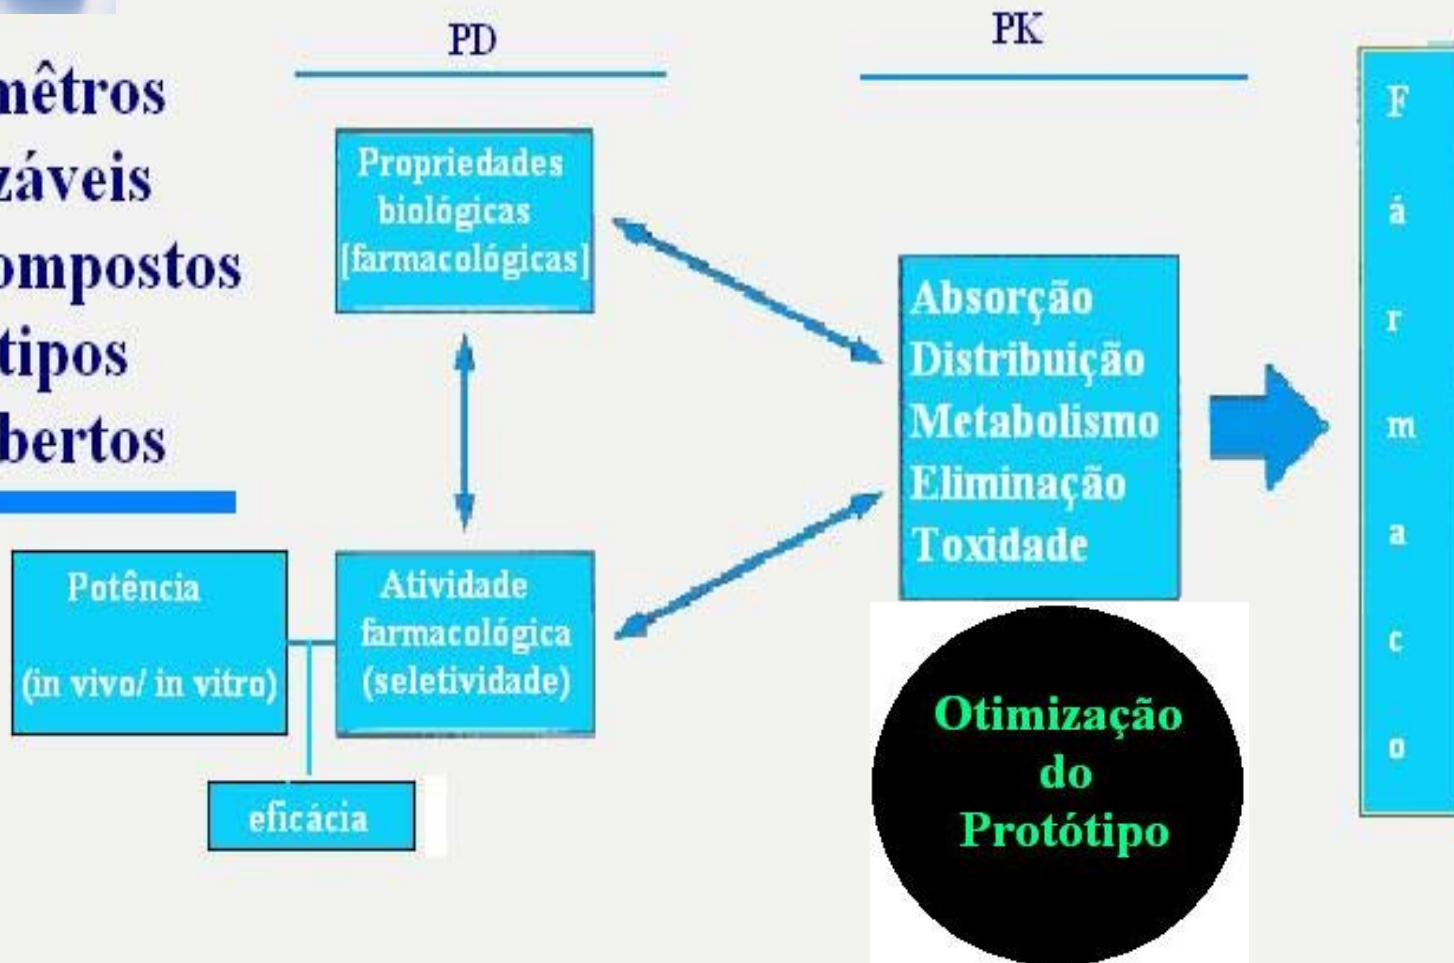 mêtros
záveis
ompostos
tipos
bertos
PD
PK
Propriedades
biológicas
[farmacológicas]
Absorção
Distribuição
Metabolismo
Eliminação
Toxidade
Potência
(in vivo/ in vitro)
Atividade
farmacológica
(seletividade)
eficácia
Otimização
do
Protótipo
F
á
r
m
a
c
o